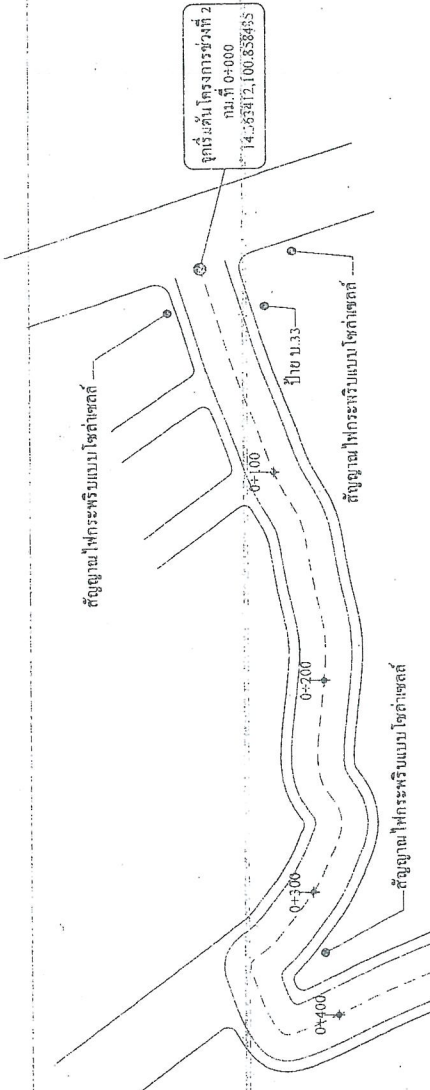 จุดเริ่มต้นโครงการช่วงที่ 2
กม.ที่ 0+000
14.563412,100.858485
สัญญาณไฟกระพริบแบบโซล่าเซลล์
ป้าย บ.33
สัญญาณไฟกระพริบแบบโซล่าเซลล์
0+100
0+200
0+300
สัญญาณไฟกระพริบแบบโซล่าเซลล์
0+400